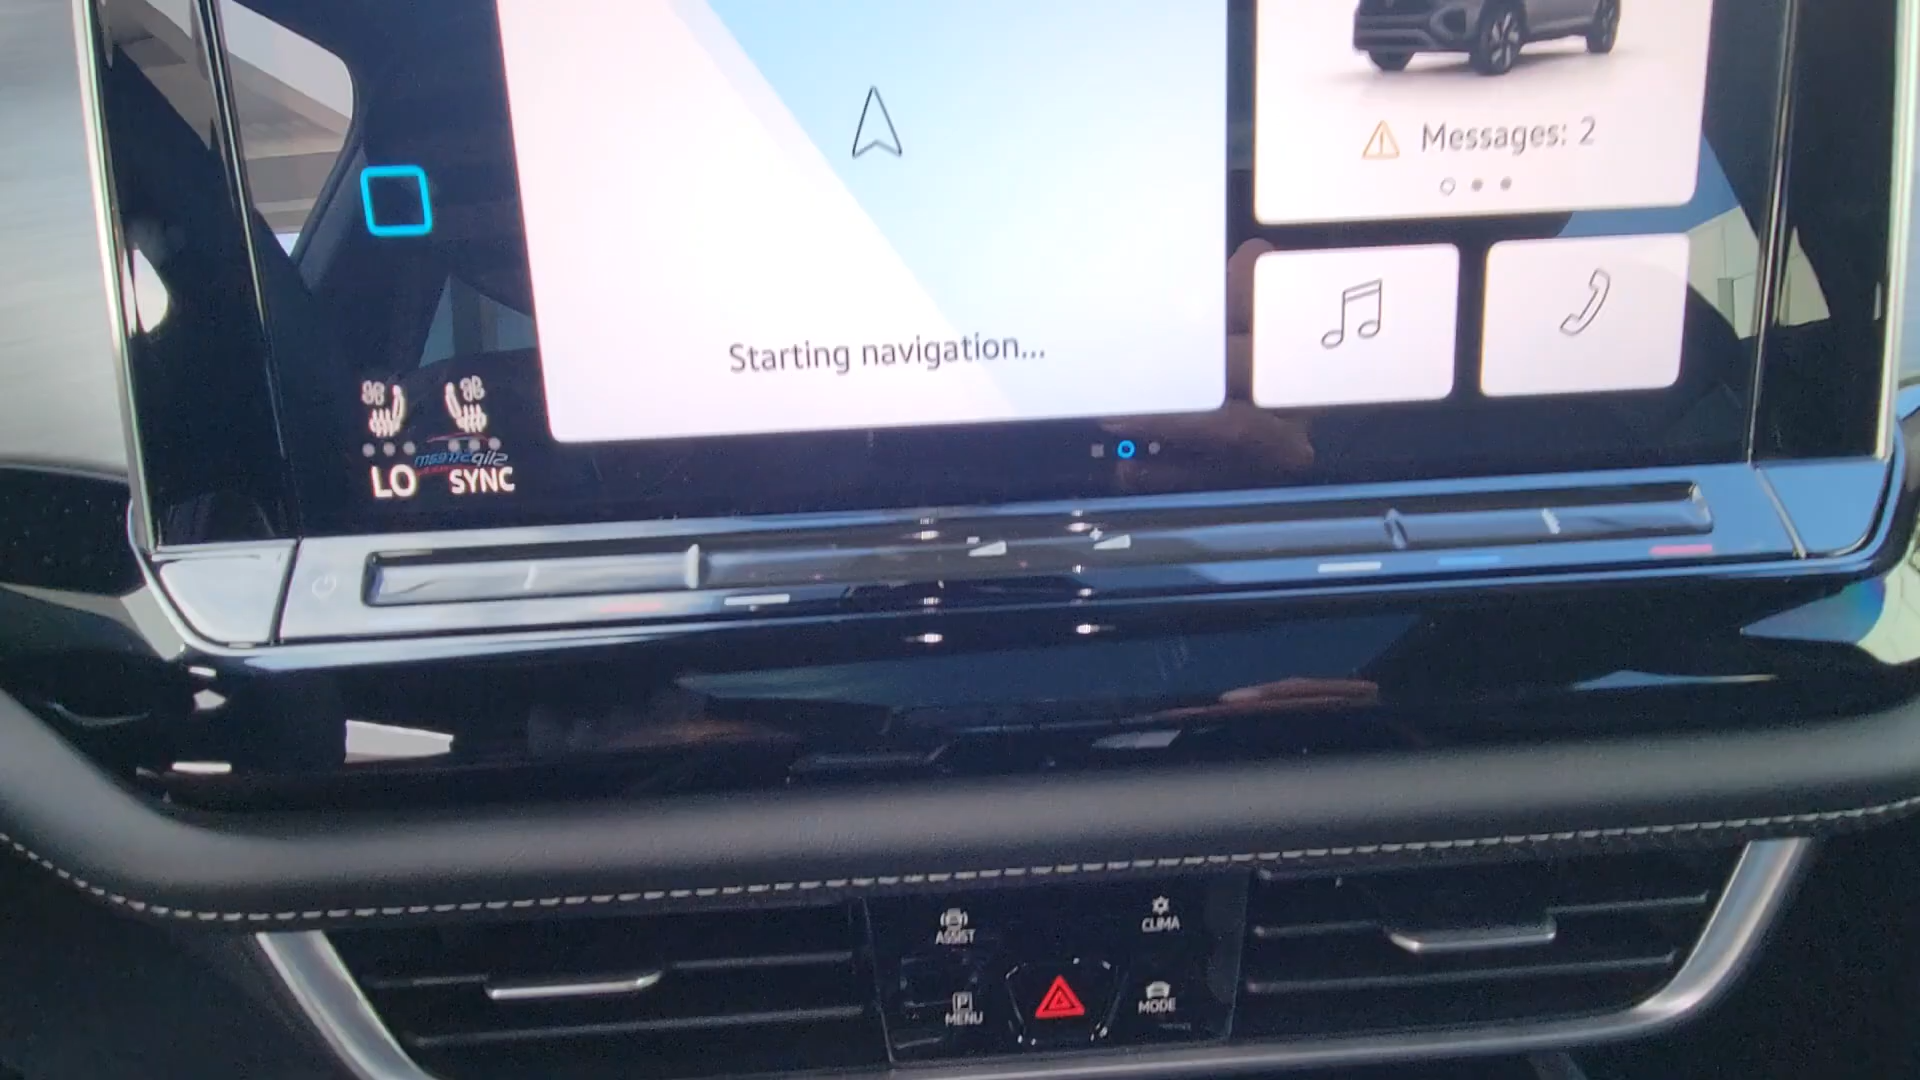 Messages: 2
Starting navigation...
LO SYNC
ASSIST
CLIMA
MENU
MODE